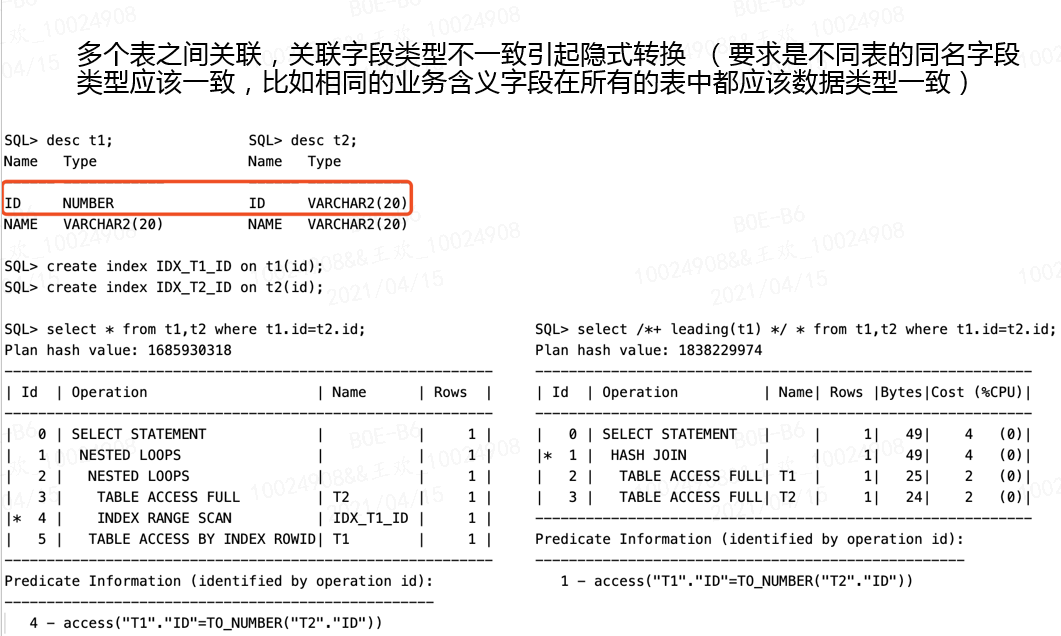 多个表之间关联，关联字段类型不一致引起隐式转换 （要求是不同表的同名字段
类型应该一致，比如相同的业务含义字段在所有的表中都应该数据类型一致）
SQL> desc t1; SQL> desc t2;
Name Type Name Type
ID NUMBER ID VARCHAR2(20)
NAME VARCHAR2(20) NAME VARCHAR2(20)
SQL> create index IDX_T1_ID on t1(id);
SQL> create index IDX_T2_ID on t2(id);
SQL> select * from t1,t2 where t1.id=t2.id;
Plan hash value: 1685930318
---------------------------------------------------------
| Id | Operation | Name | Rows |
---------------------------------------------------------
| 0 | SELECT STATEMENT | | 1 |
| 1 | NESTED LOOPS | | 1 |
| 2 | NESTED LOOPS | | 1 |
| 3 | TABLE ACCESS FULL | T2 | 1 |
|* 4 | INDEX RANGE SCAN | IDX_T1_ID | 1 |
| 5 | TABLE ACCESS BY INDEX ROWID| T1 | 1 |
---------------------------------------------------------
Predicate Information (identified by operation id):
---------------------------------------------------
4 - access("T1"."ID"=TO_NUMBER("T2"."ID"))
SQL> select /*+ leading(t1) */ * from t1,t2 where t1.id=t2.id;
Plan hash value: 1838229974
-----------------------------------------------------------
| Id | Operation | Name| Rows |Bytes|Cost (%CPU)|
-----------------------------------------------------------
| 0 | SELECT STATEMENT | | 1| 49| 4 (0)|
|* 1 | HASH JOIN | | 1| 49| 4 (0)|
| 2 | TABLE ACCESS FULL| T1 | 1| 25| 2 (0)|
| 3 | TABLE ACCESS FULL| T2 | 1| 24| 2 (0)|
-----------------------------------------------------------
Predicate Information (identified by operation id):
---------------------------------------------------
1 - access("T1"."ID"=TO_NUMBER("T2"."ID"))
BOE-B6
10024908&&王欢_10024908
2021/04/15